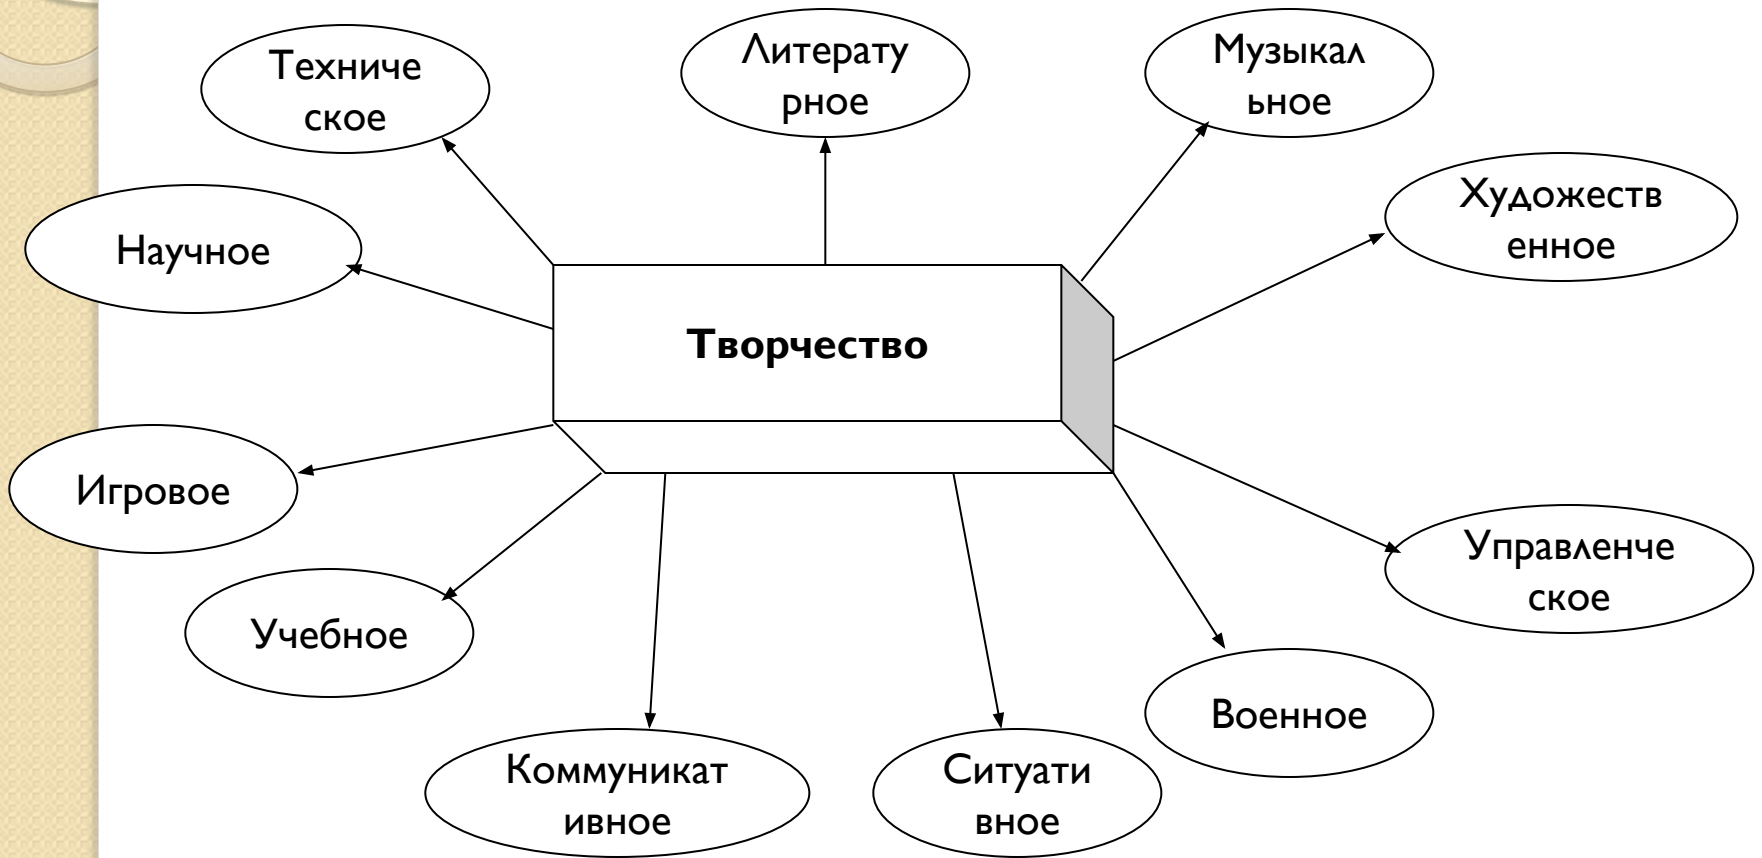 Техниче
ское
Литерату
рное
Музыкал
ьное
Художеств
енное
Научное
Творчество
Игровое
Управленче
ское
Учебное
Военное
Коммуникат
ивное
Ситуати
вное